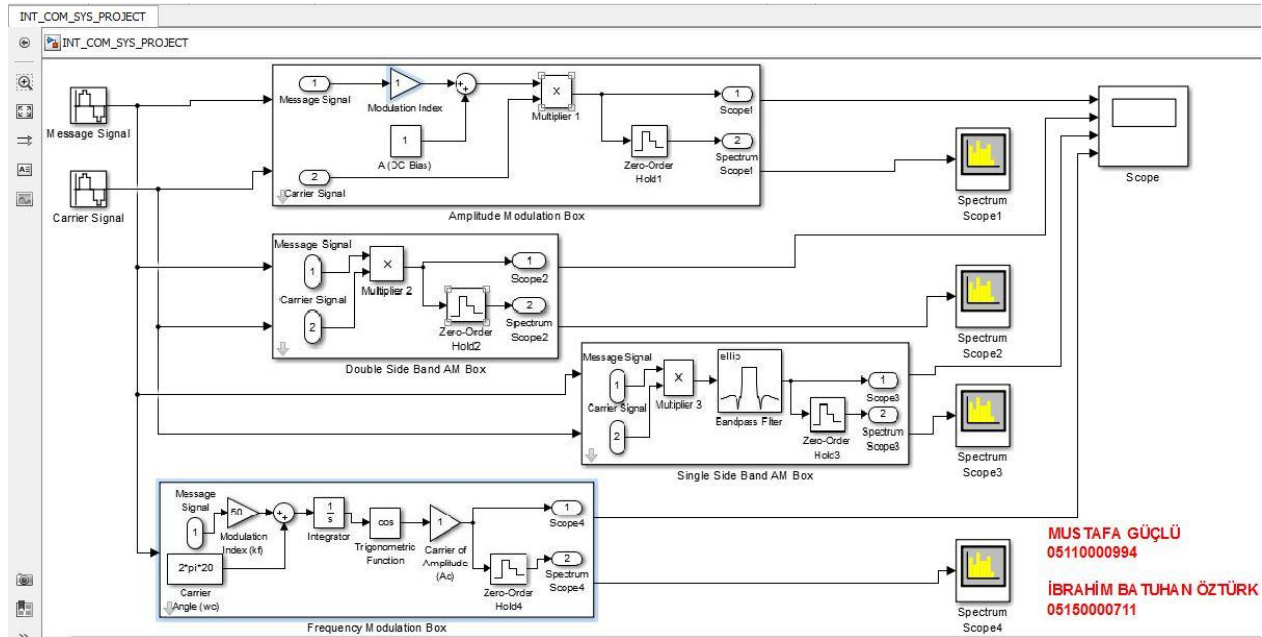 INT_COM_SYS_PROJECT
INT_COM_SYS_PROJECT
Message Signal
Carrier Signal
1
Message Signal
1
Modulation Index
1
A (DC Bias)
2
Carrier Signal
x
Multiplier 1
Zero-Order
Hold1
1
Scope1
2
Spectrum
Scope1
Amplitude Modulation Box
Scope
Spectrum
Scope1
Message Signal
1
Carrier Signal
2
x
Multiplier 2
Zero-Order
Hold2
1
Scope2
2
Spectrum
Scope2
Double Side Band AM Box
Spectrum
Scope2
Message Signal
1
Carrier Signal
2
x
Multiplier 3
ellip
Bandpass Filter
Zero-Order
Hold3
1
Scope3
2
Spectrum
Scope3
Single Side Band AM Box
Spectrum
Scope3
Message
Signal
1
50
Modulation
Index (kf)
2*pi*20
Carrier
Angle (wc)
1
s
Integrator
cos
Trigonometric
Function
1
Carrier of
Amplitude (Ac)
Zero-Order
Hold4
1
Scope4
2
Spectrum
Scope4
Frequency Modulation Box
Spectrum
Scope4
MUSTAFA GÜÇLÜ
05110000994
İBRAHİM BATUHAN ÖZTÜRK
05150000711